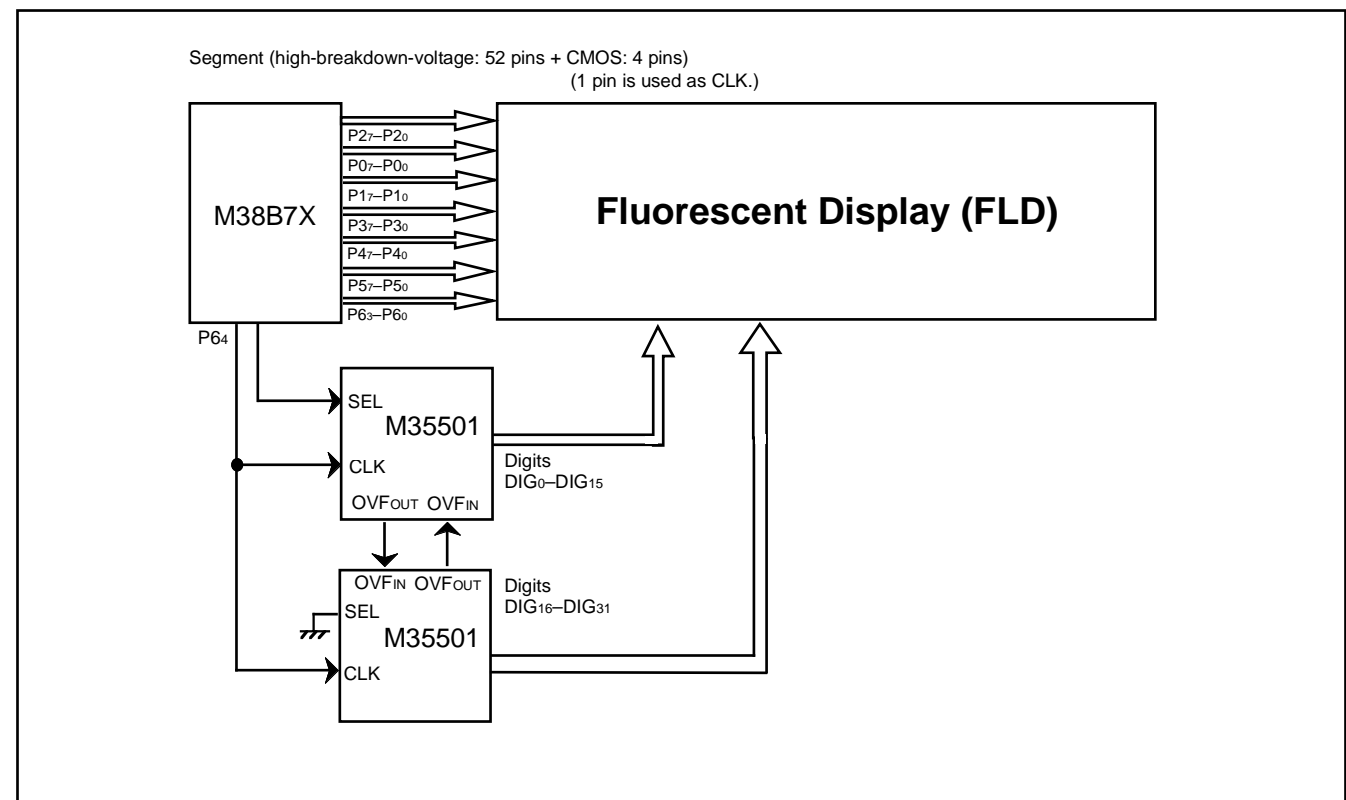 Segment (high-breakdown-voltage: 52 pins + CMOS: 4 pins)
(1 pin is used as CLK.)
M38B7X
P27–P20
P07–P00
P17–P10
P37–P30
P47–P40
P57–P50
P63–P60
Fluorescent Display (FLD)
P64
SEL
M35501
CLK
OVFOUT OVFIN
Digits
DIG0–DIG15
OVFIN OVFOUT
SEL
M35501
CLK
Digits
DIG16–DIG31